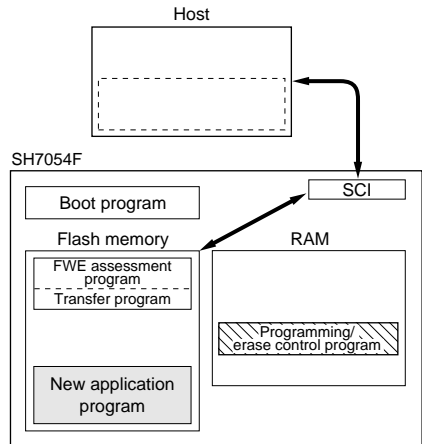 Host
SH7054F
SCI
Boot program
Flash memory
RAM
FWE assessment
program
Transfer program
Programming/
erase control program
New application
program